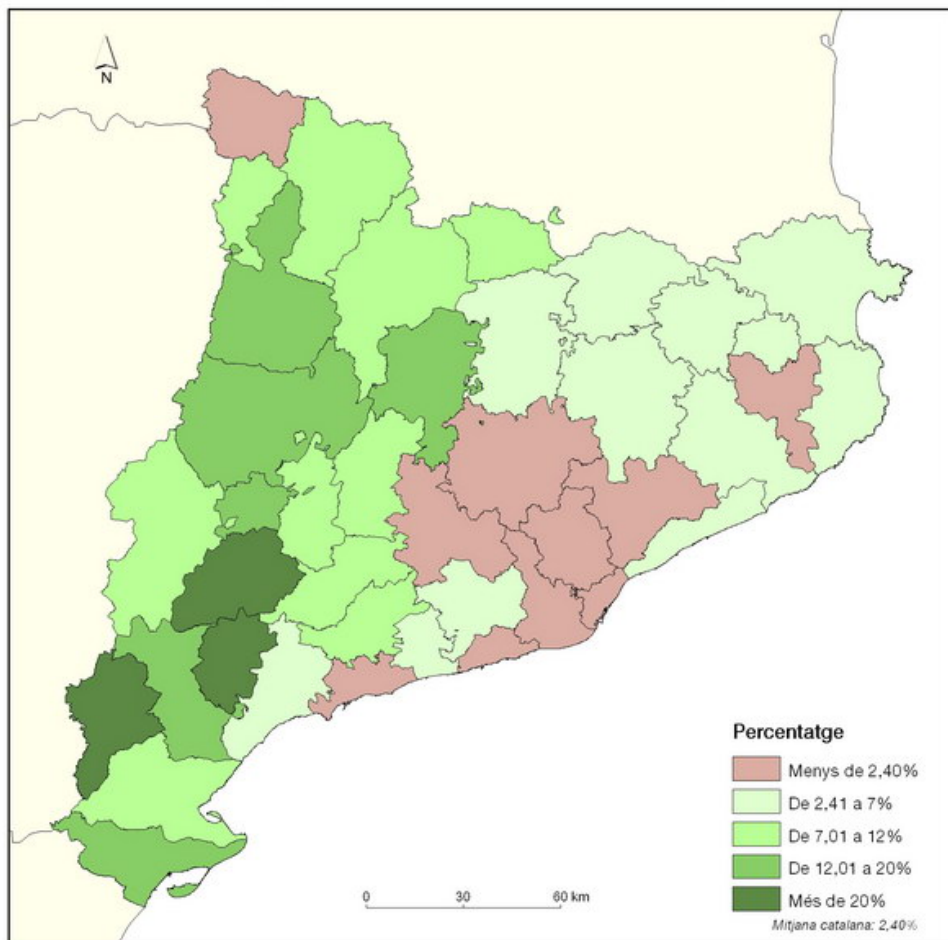 N
Percentatge
Menys de 2,40%
De 2,41 a 7%
De 7,01 a 12%
De 12,01 a 20%
Més de 20%
0 30 60 km
Mitjana catalana: 2,40%